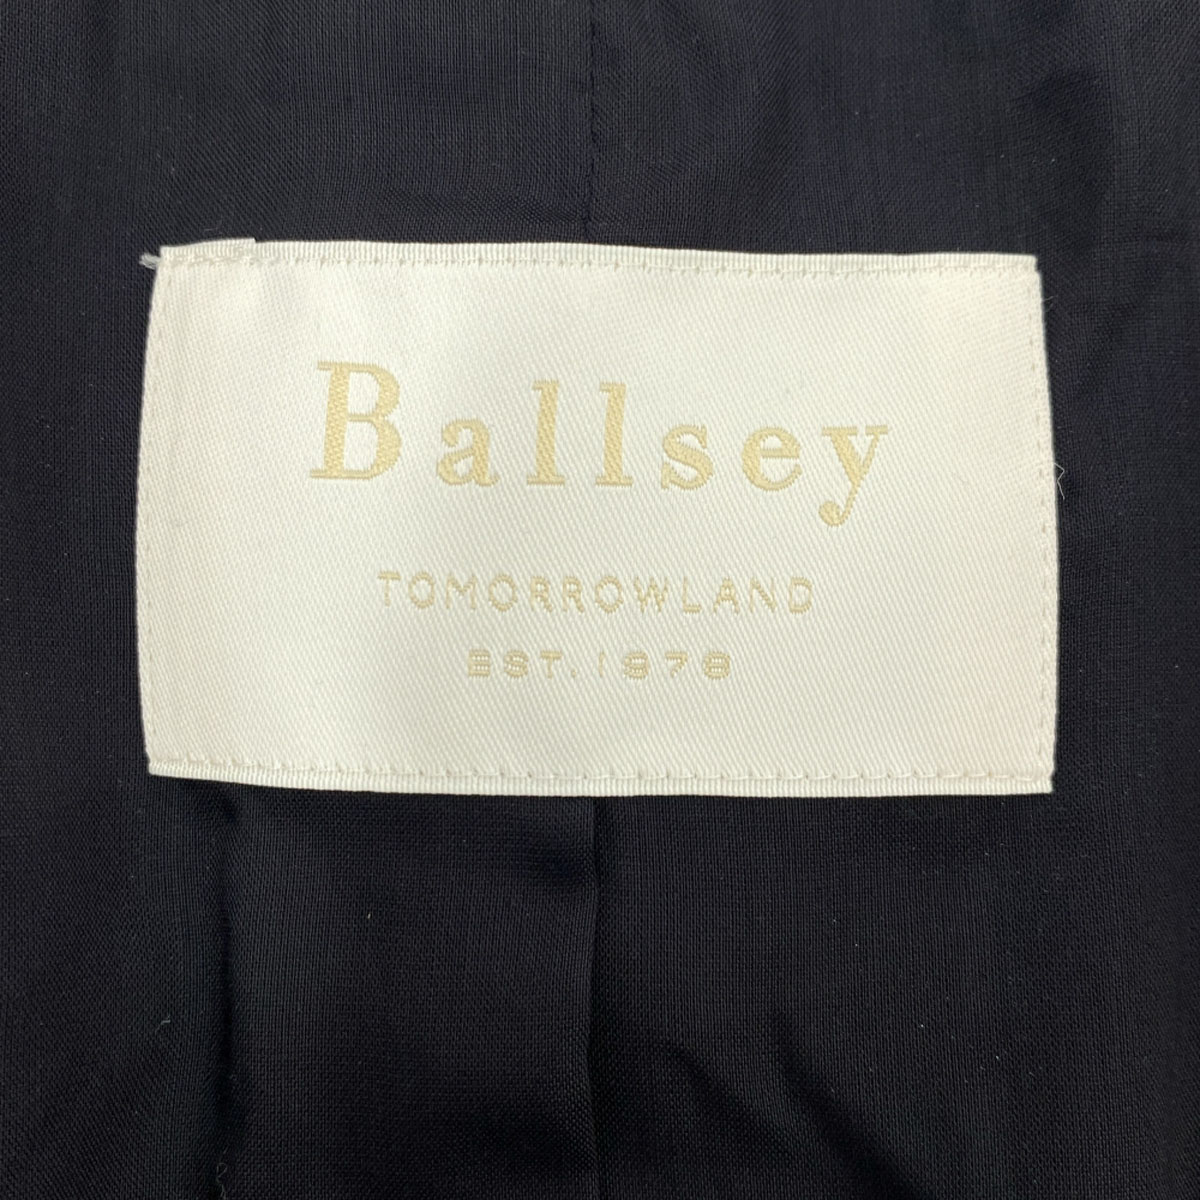 Ballsey
TOMORROWLAND
EST. 1978